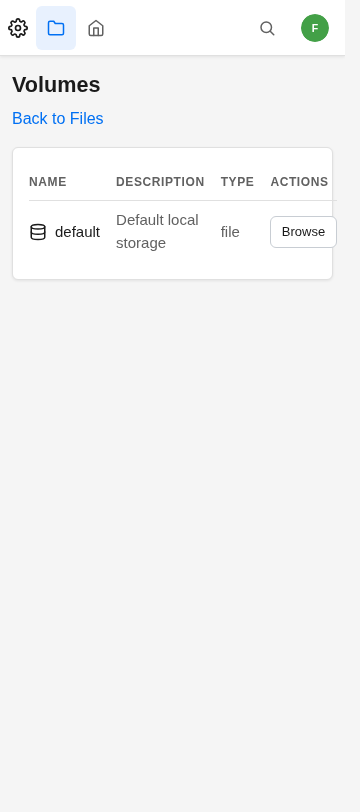 F
Volumes
Back to Files
NAME DESCRIPTION TYPE ACTIONS
default Default local storage file Browse